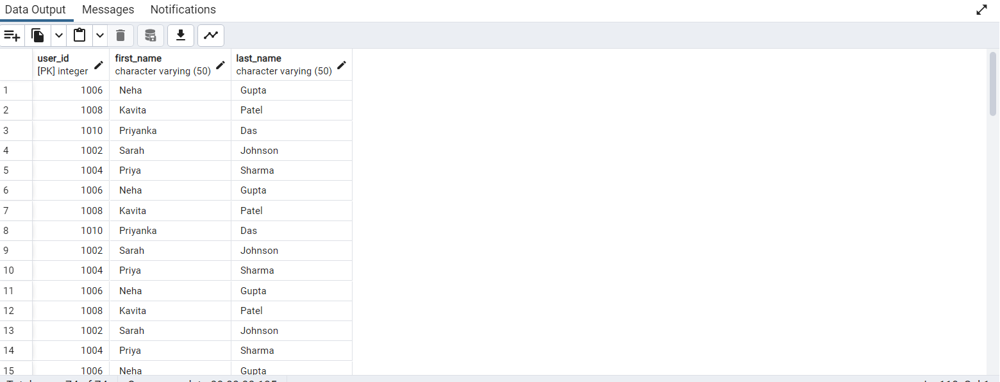 Data Output Messages Notifications
user_id first_name last_name
[PK] integer character varying (50) character varying (50)
1 1006 Neha Gupta
2 1008 Kavita Patel
3 1010 Priyanka Das
4 1002 Sarah Johnson
5 1004 Priya Sharma
6 1006 Neha Gupta
7 1008 Kavita Patel
8 1010 Priyanka Das
9 1002 Sarah Johnson
10 1004 Priya Sharma
11 1006 Neha Gupta
12 1008 Kavita Patel
13 1002 Sarah Johnson
14 1004 Priya Sharma
15 1006 Neha Gupta